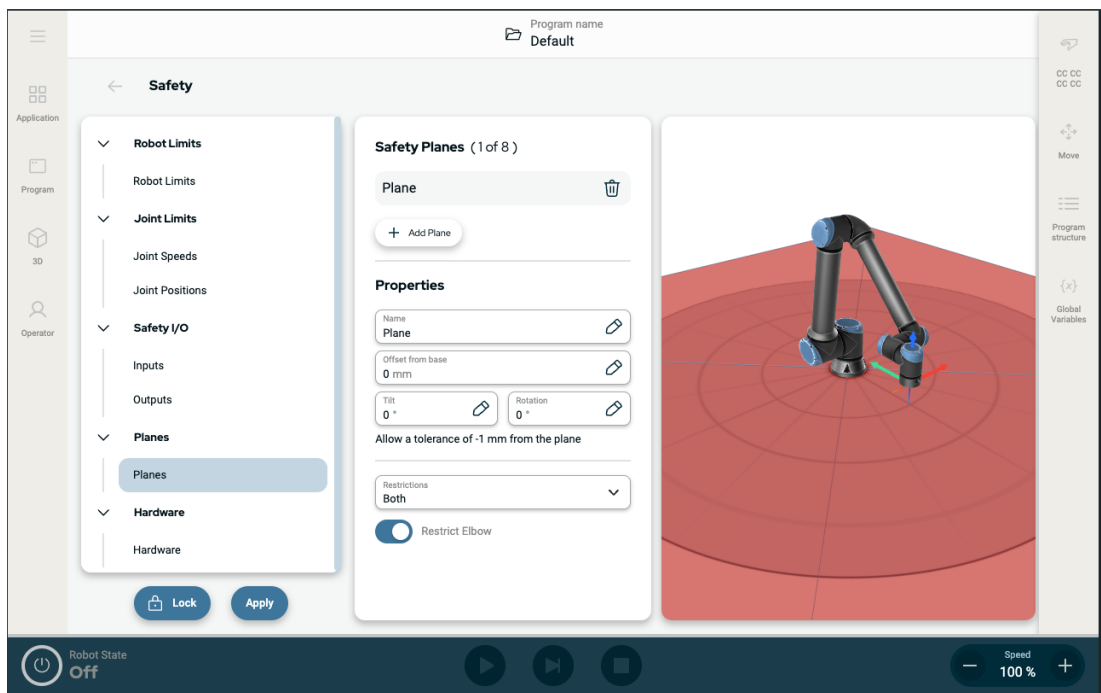 Program name
Default
Safety
Application
Program
3D
Operator
Robot Limits
Robot Limits
Joint Limits
Joint Speeds
Joint Positions
Safety I/O
Inputs
Outputs
Planes
Planes
Hardware
Hardware
Lock
Apply
Safety Planes (1 of 8)
Plane
+ Add Plane
Properties
Name
Plane
Offset from base
0 mm
Tilt
0 °
Rotation
0 °
Allow a tolerance of -1 mm from the plane
Restrictions
Both
Restrict Elbow
CC CC
CC CC
Move
Program
structure
{x}
Global
Variables
Robot State
Off
Speed
100 %